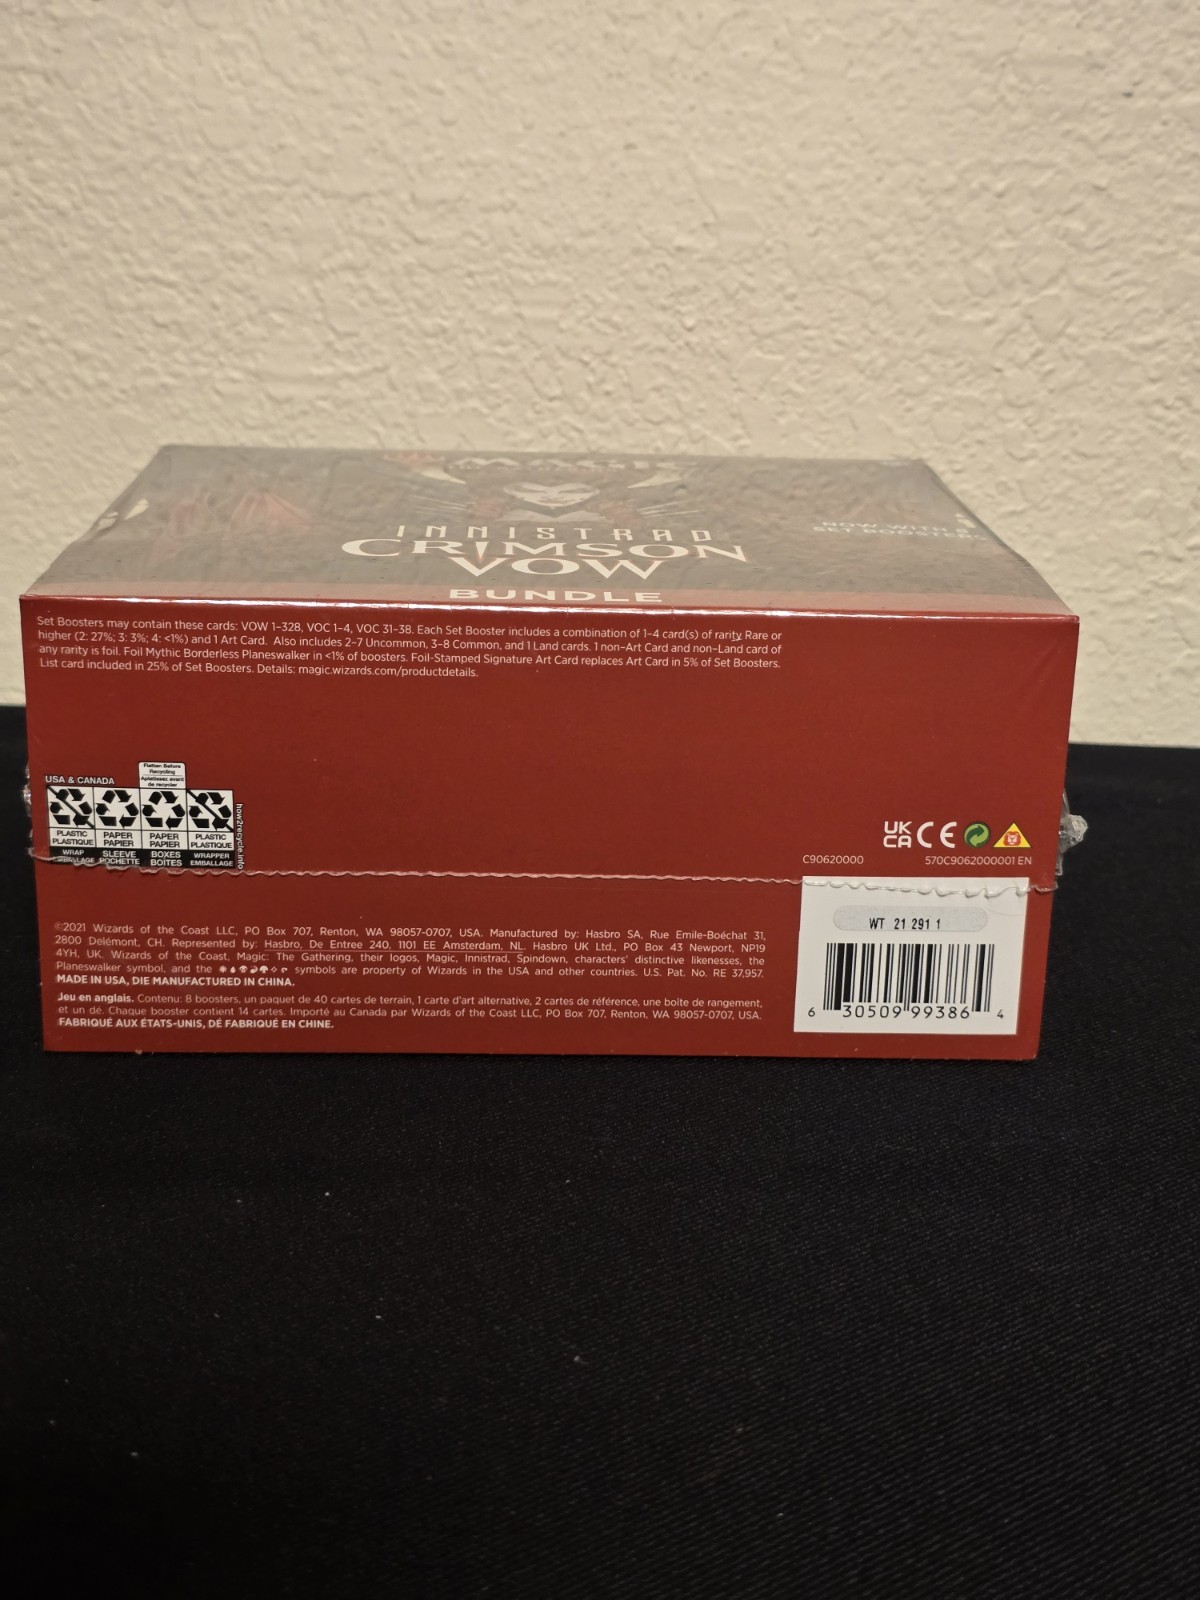 MAGIC
INNISTRAD
CRIMSON
VOW
BUNDLE
NOW WITH 8
SET BOOSTERS
Set Boosters may contain these cards: VOW 1-328, VOC 1-4, VOC 31-38. Each Set Booster includes a combination of 1-4 card(s) of rarity Rare or
higher (2: 27%; 3: 3%; 4: <1%) and 1 Art Card. Also includes 2-7 Uncommon, 3-8 Common, and 1 Land cards. 1 non-Art Card and non-Land card of
any rarity is foil. Foil Mythic Borderless Planeswalker in <1% of boosters. Foil-Stamped Signature Art Card replaces Art Card in 5% of Set Boosters.
List card included in 25% of Set Boosters. Details: magic.wizards.com/productdetails.
USA & CANADA
Flatten Before
Recycling
Aplatissez avant
de recycler
PLASTIC PAPER PAPER PLASTIC
PLASTIQUE PAPIER PAPIER PLASTIQUE
WRAP SLEEVE BOXES WRAPPER
EMBALLAGE POCHETTE BOITES EMBALLAGE
how2recycle.info
UK
CA CE
C90620000 570C9062000001 EN
©2021 Wizards of the Coast LLC, PO Box 707, Renton, WA 98057-0707, USA. Manufactured by: Hasbro SA, Rue Emile-Boéchat 31,
2800 Delémont, CH. Represented by: Hasbro, De Entree 240, 1101 EE Amsterdam, NL. Hasbro UK Ltd., PO Box 43 Newport, NP19
4YH, UK. Wizards of the Coast, Magic: The Gathering, their logos, Magic, Innistrad, Spindown, characters' distinctive likenesses, the
Planeswalker symbol, and the symbols are property of Wizards in the USA and other countries. U.S. Pat. No. RE 37,957.
MADE IN USA, DIE MANUFACTURED IN CHINA.
Jeu en anglais. Contenu: 8 boosters, un paquet de 40 cartes de terrain, 1 carte d'art alternative, 2 cartes de référence, une boîte de rangement,
et un dé. Chaque booster contient 14 cartes. Importé au Canada par Wizards of the Coast LLC, PO Box 707, Renton, WA 98057-0707, USA.
FABRIQUÉ AUX ÉTATS-UNIS, DÉ FABRIQUÉ EN CHINE.
WT 21 291 1
6 30509 99386 4